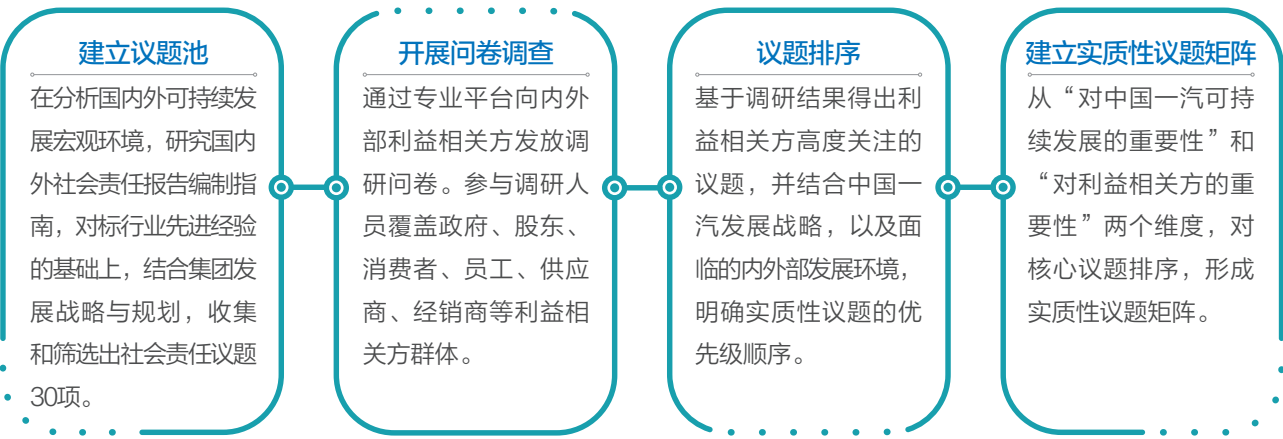 建立议题池
在分析国内外可持续发
展宏观环境，研究国内
外社会责任报告编制指
南，对标行业先进经验
的基础上，结合集团发
展战略与规划，收集
和筛选出社会责任议题
30项。
开展问卷调查
通过专业平台向内外
部利益相关方发放调
研问卷。参与调研人
员覆盖政府、股东、
消费者、员工、供应
商、经销商等利益相
关方群体。
议题排序
基于调研结果得出利
益相关方高度关注的
议题，并结合中国一
汽发展战略，以及面
临的内外部发展环境，
明确实质性议题的优
先级顺序。
建立实质性议题矩阵
从“对中国一汽可持
续发展的重要性”和
“对利益相关方的重
要性”两个维度，对
核心议题排序，形成
实质性议题矩阵。